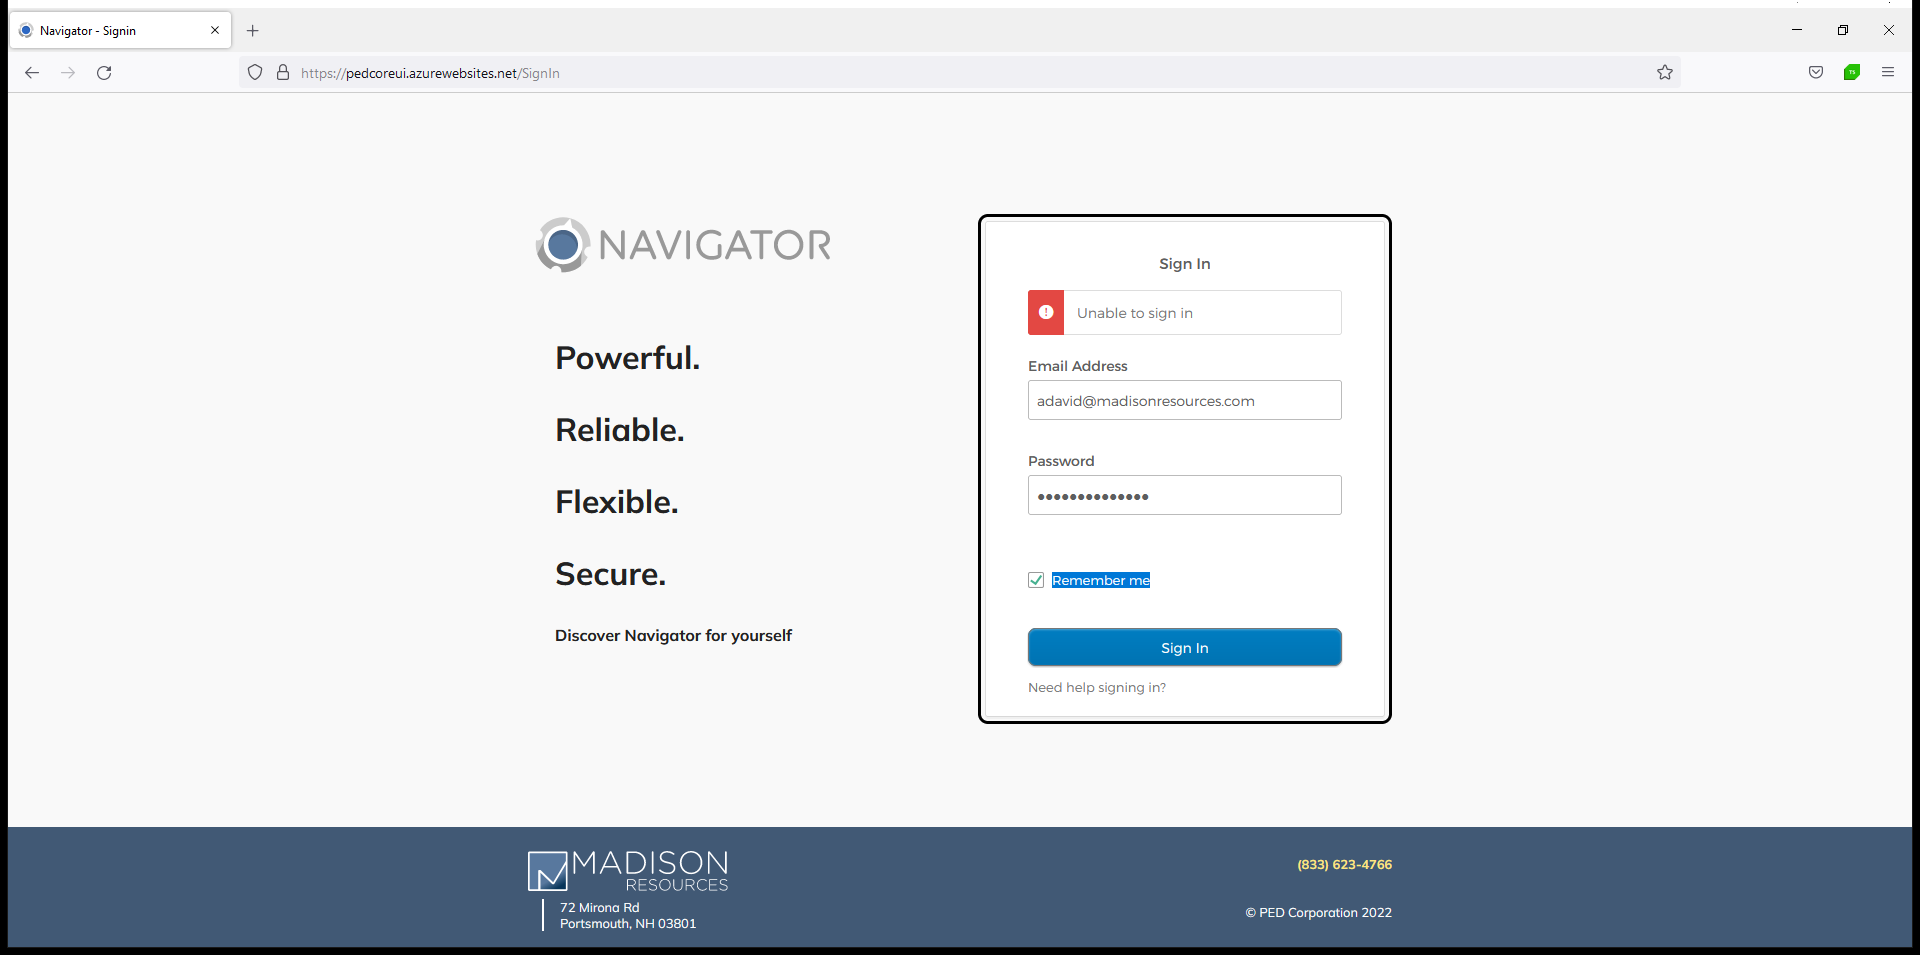 Navigator - Signin
https://pedcoreui.azurewebsites.net/SignIn
TS
NAVIGATOR
Powerful.
Reliable.
Flexible.
Secure.
Discover Navigator for yourself
Sign In
Unable to sign in
Email Address
adavid@madisonresources.com
Password
••••••••••••••
Remember me
Sign In
Need help signing in?
MADISON
RESOURCES
72 Mirona Rd
Portsmouth, NH 03801
(833) 623-4766
© PED Corporation 2022